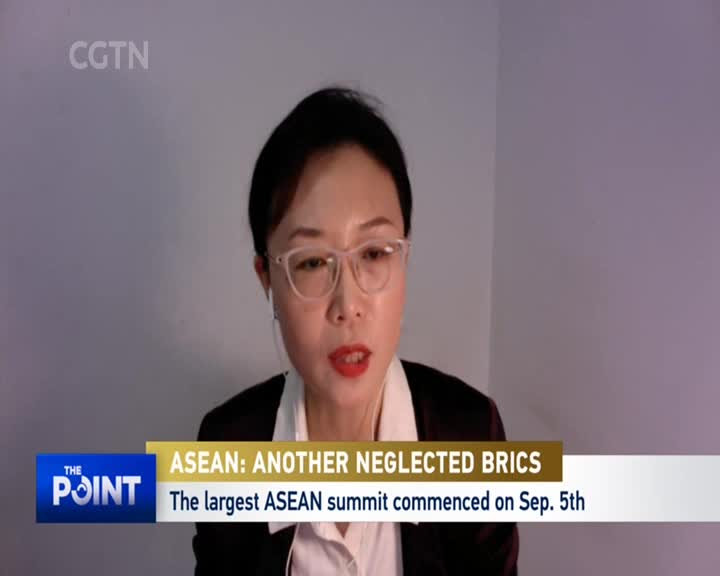 CGTN
ASEAN: ANOTHER NEGLECTED BRICS
THE
POINT
The largest ASEAN summit commenced on Sep. 5th